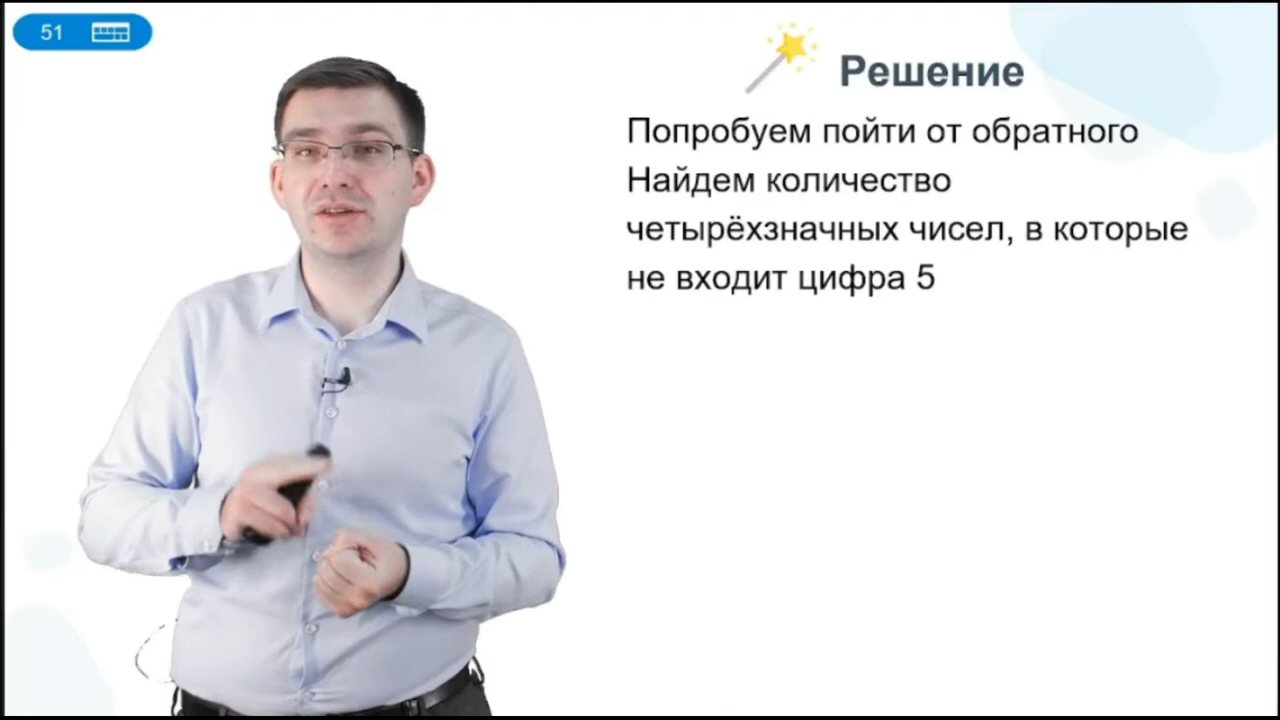 51
Решение
Попробуем пойти от обратного
Найдем количество
четырёхзначных чисел, в которые
не входит цифра 5